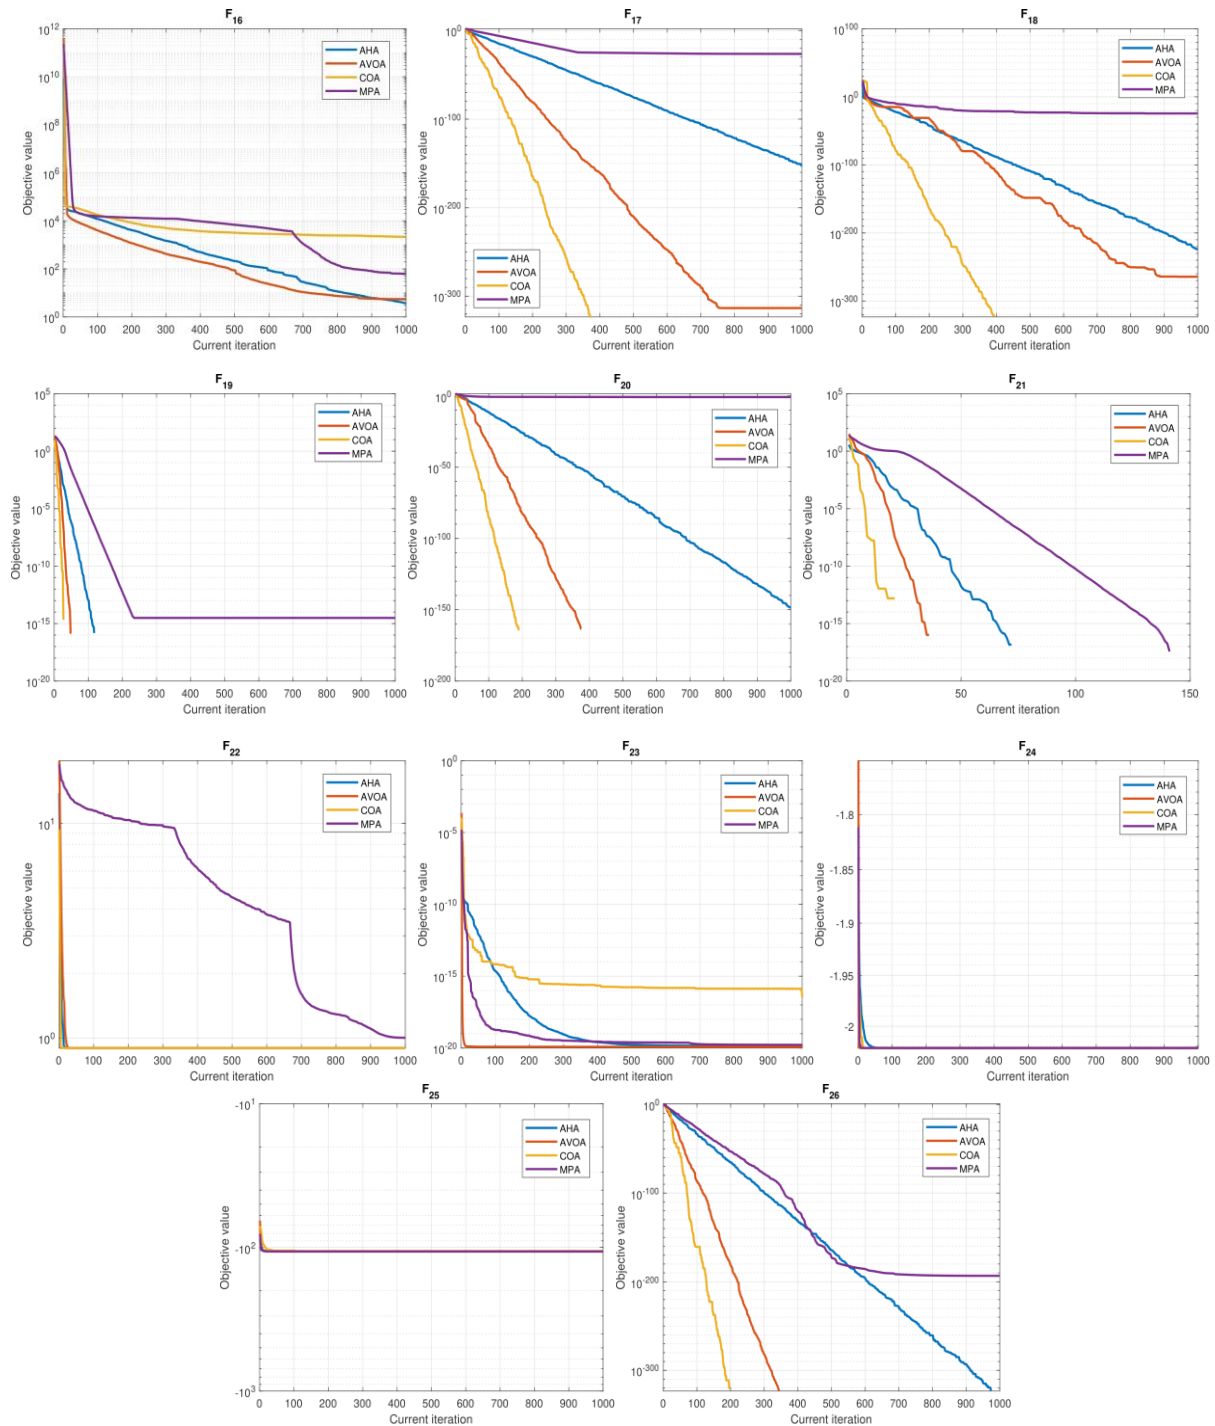 F16
F17
F18
Objective value
10^12
10^10
10^8
10^6
10^4
10^2
10^0
AHA
AVOA
COA
MPA
0 100 200 300 400 500 600 700 800 900 1000
Current iteration
Objective value
10^0
10^-100
10^-200
10^-300
AHA
AVOA
COA
MPA
0 100 200 300 400 500 600 700 800 900 1000
Current iteration
Objective value
10^100
10^0
10^-100
10^-200
10^-300
AHA
AVOA
COA
MPA
0 100 200 300 400 500 600 700 800 900 1000
Current iteration
F19
F20
F21
Objective value
10^5
10^0
10^-5
10^-10
10^-15
10^-20
AHA
AVOA
COA
MPA
0 100 200 300 400 500 600 700 800 900 1000
Current iteration
Objective value
10^0
10^-50
10^-100
10^-150
10^-200
AHA
AVOA
COA
MPA
0 100 200 300 400 500 600 700 800 900 1000
Current iteration
Objective value
10^5
10^0
10^-5
10^-10
10^-15
10^-20
AHA
AVOA
COA
MPA
0 50 100 150
Current iteration
F22
F23
F24
Objective value
10^1
10^0
AHA
AVOA
COA
MPA
0 100 200 300 400 500 600 700 800 900 1000
Current iteration
Objective value
10^0
10^-5
10^-10
10^-15
10^-20
AHA
AVOA
COA
MPA
0 100 200 300 400 500 600 700 800 900 1000
Current iteration
Objective value
-1.8
-1.85
-1.9
-1.95
-2
AHA
AVOA
COA
MPA
0 100 200 300 400 500 600 700 800 900 1000
Current iteration
F25
F26
Objective value
-10^1
-10^2
-10^3
AHA
AVOA
COA
MPA
0 100 200 300 400 500 600 700 800 900 1000
Current iteration
Objective value
10^0
10^-100
10^-200
10^-300
AHA
AVOA
COA
MPA
0 100 200 300 400 500 600 700 800 900 1000
Current iteration